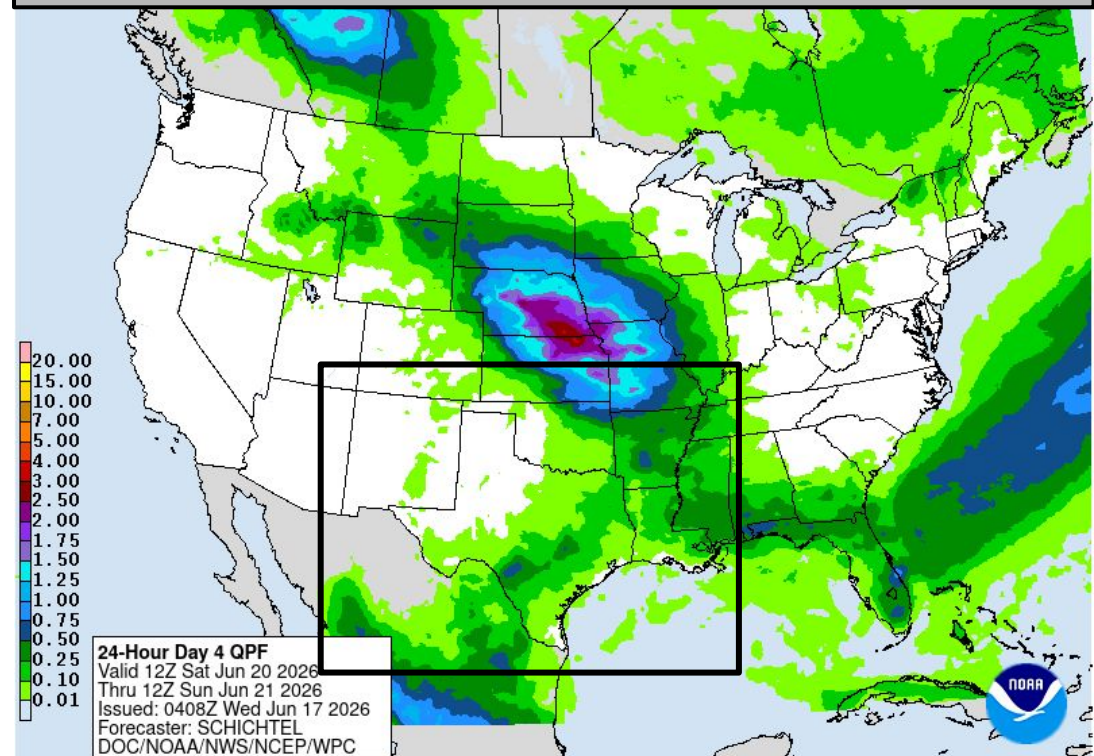 20.00
15.00
10.00
7.00
5.00
4.00
3.00
2.50
2.00
1.75
1.50
1.25
1.00
0.75
0.50
0.25
0.10
0.01
24-Hour Day 4 QPF
Valid 12Z Sat Jun 20 2026
Thru 12Z Sun Jun 21 2026
Issued: 0408Z Wed Jun 17 2026
Forecaster: SCHICHTEL
DOC/NOAA/NWS/NCEP/WPC
NOAA